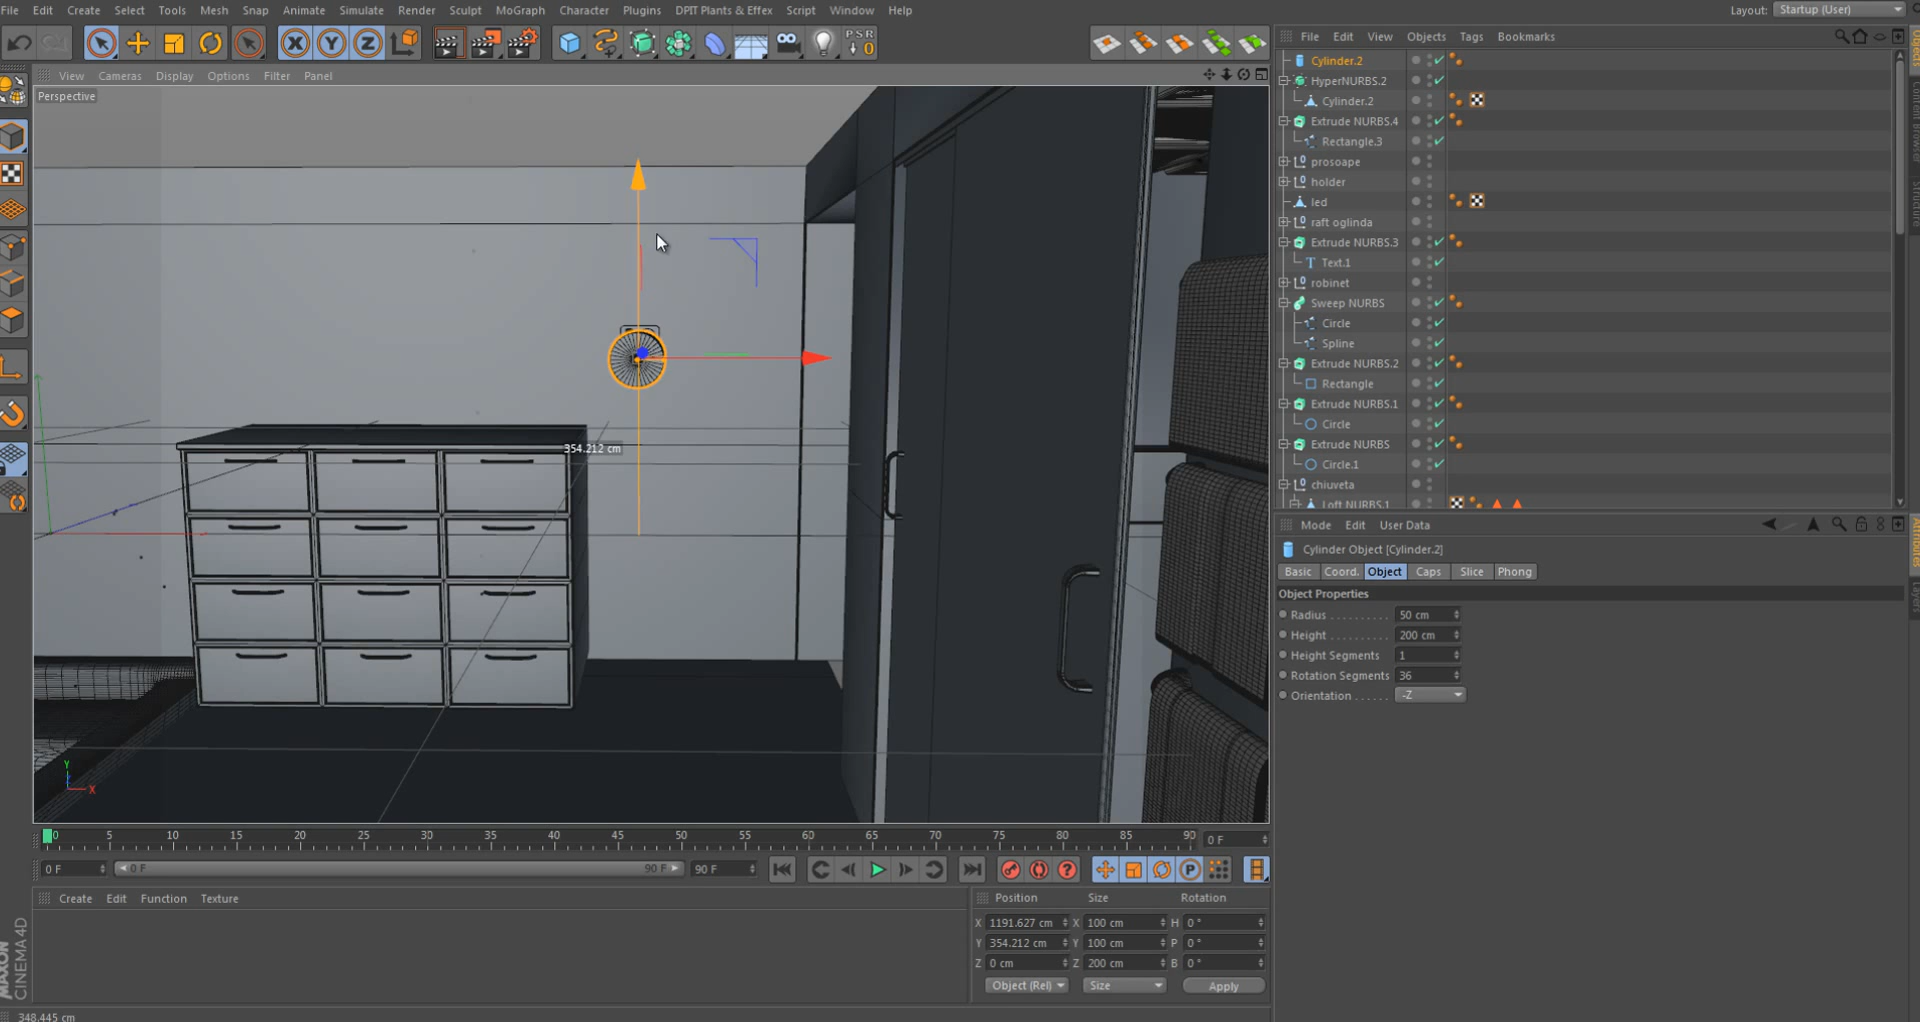 File Edit Create Select Tools Mesh Snap Animate Simulate Render Sculpt MoGraph Character Plugins DPIT Plants & Effex Script Window Help Layout: Startup (User)
X Y Z PSR 0
File Edit View Objects Tags Bookmarks
View Cameras Display Options Filter Panel
Perspective
Cylinder.2
HyperNURBS.2
Cylinder.2
Extrude NURBS.4
Rectangle.3
prosoape
holder
led
raft oglinda
Extrude NURBS.3
Text.1
robinet
Sweep NURBS
Circle
Spline
Extrude NURBS.2
Rectangle
Extrude NURBS.1
Circle
Extrude NURBS
Circle.1
chiuveta
Loft NURBS.1
Objects
Content Browser
Structure
354.212 cm
Y
X
Mode Edit User Data
Cylinder Object [Cylinder.2]
Basic Coord. Object Caps Slice Phong
Object Properties
Radius 50 cm
Height 200 cm
Height Segments 1
Rotation Segments 36
Orientation -Z
Attributes
Layers
0 5 10 15 20 25 30 35 40 45 50 55 60 65 70 75 80 85 90 0 F
0 F 0 F 90 F 90 F
Create Edit Function Texture
Position Size Rotation
X 1191.627 cm X 100 cm H 0 °
Y 354.212 cm Y 100 cm P 0 °
Z 0 cm Z 200 cm B 0 °
Object (Rel) Size Apply
MAXON CINEMA 4D
348.445 cm